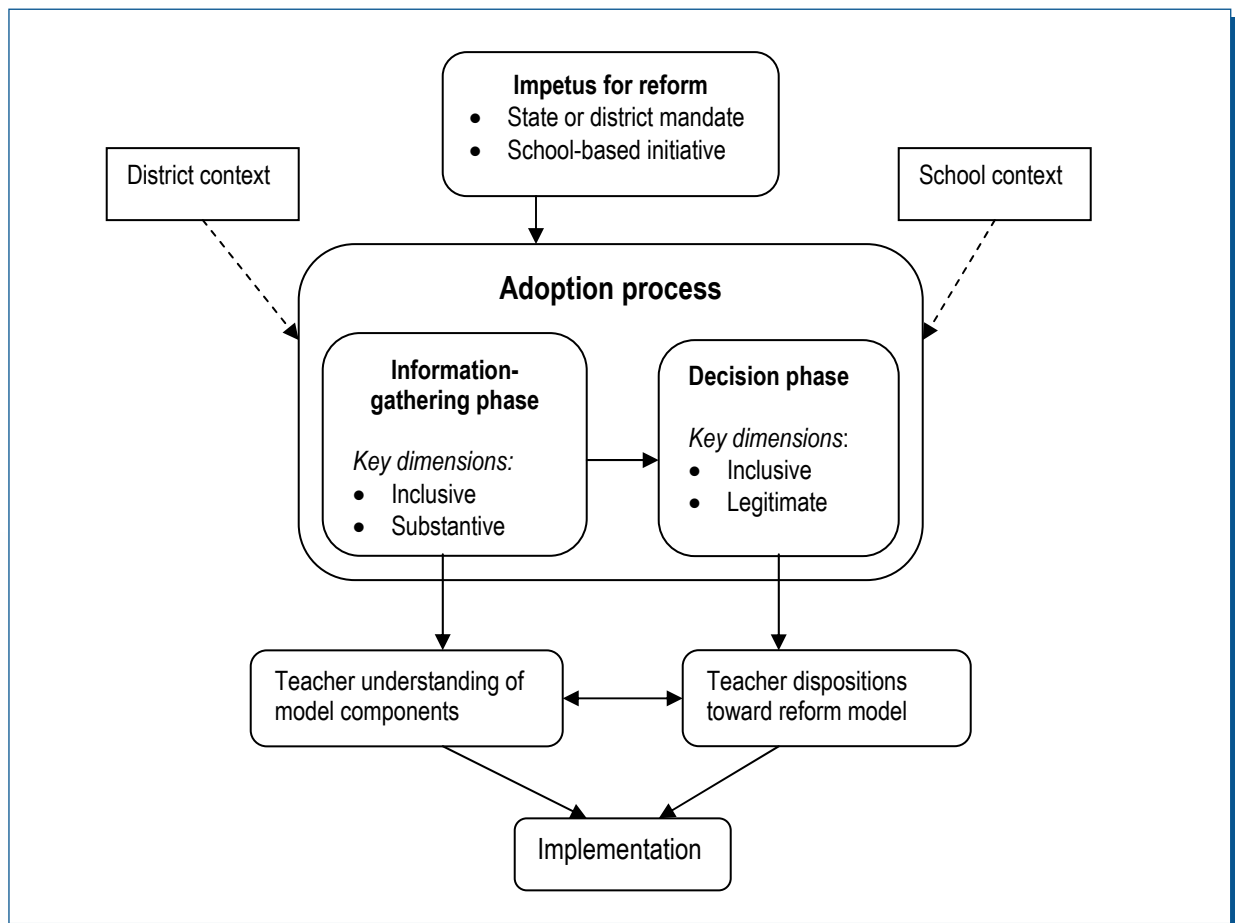 Impetus for reform
• State or district mandate
• School-based initiative
District context
School context
Adoption process
Information-
gathering phase
Key dimensions:
• Inclusive
• Substantive
Decision phase
Key dimensions:
• Inclusive
• Legitimate
Teacher understanding of
model components
Teacher dispositions
toward reform model
Implementation